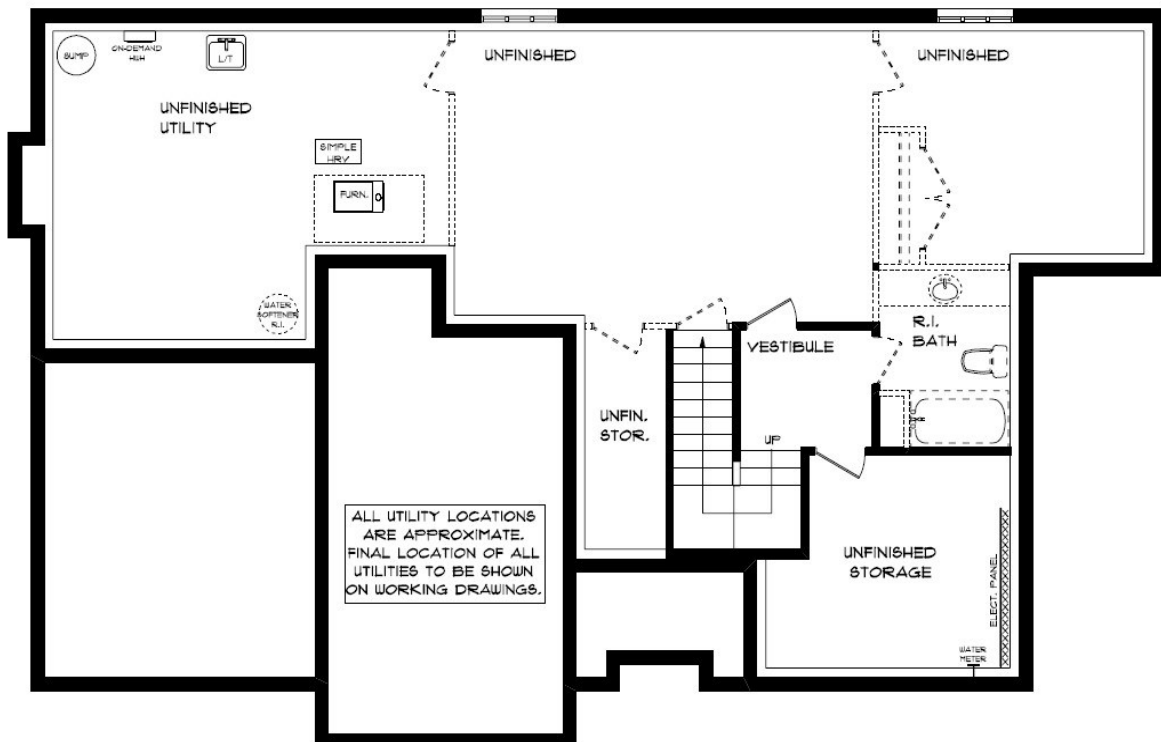 SUMP
ON-DEMAND
HWH
L/T
UNFINISHED
UTILITY
SIMPLE
HRV
FURN.
WATER
SOFTENER
R.I.
UNFINISHED
UNFINISHED
R.I.
BATH
VESTIBULE
UP
UNFIN.
STOR.
ALL UTILITY LOCATIONS
ARE APPROXIMATE.
FINAL LOCATION OF ALL
UTILITIES TO BE SHOWN
ON WORKING DRAWINGS.
UNFINISHED
STORAGE
ELECT. PANEL
WATER
METER